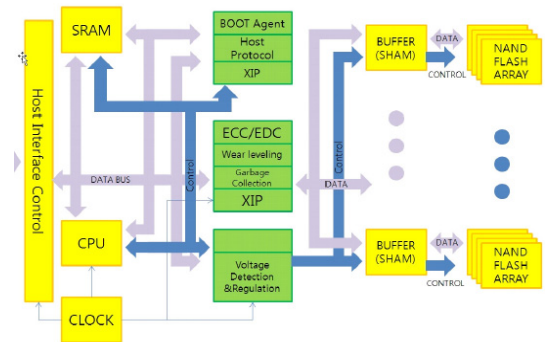 Host Interface Control
SRAM
CPU
CLOCK
DATA BUS
Control
BOOT Agent
Host
Protocol
XIP
ECC/EDC
Wear leveling
Garbage
Collection
XIP
Voltage
Detection
&Regulation
DATA
Control
BUFFER
(SHAM)
DATA
CONTROL
NAND
FLASH
ARRAY
BUFFER
(SHAM)
DATA
CONTROL
NAND
FLASH
ARRAY